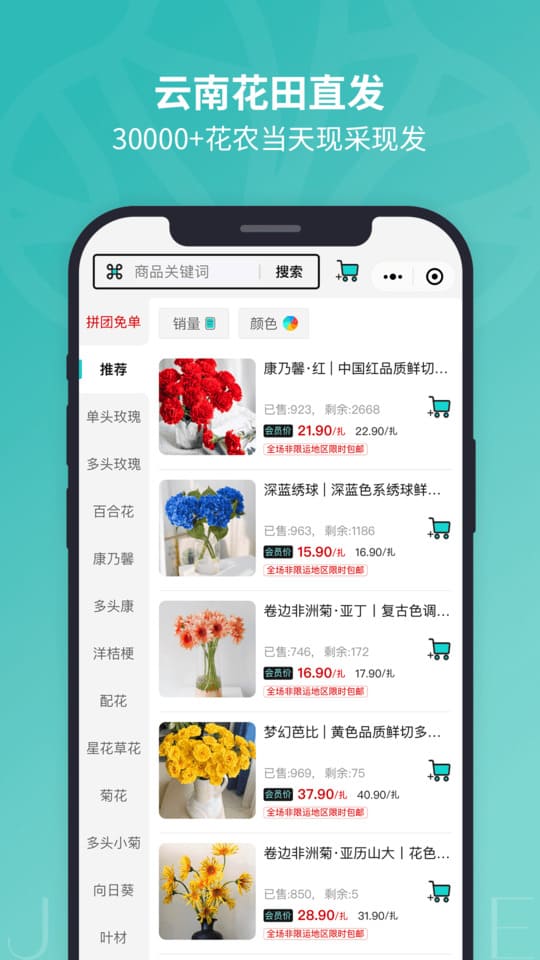 云南花田直发
30000+花农当天现采现发
商品关键词
搜索
拼团免单
销量
颜色
推荐
单头玫瑰
多头玫瑰
百合花
康乃馨
多头康
洋桔梗
配花
星花草花
菊花
多头小菊
向日葵
叶材
康乃馨·红 | 中国红品质鲜切...
已售:923, 剩余:2668
会员价 21.90/扎 22.90/扎
全场非限运地区限时包邮
深蓝绣球 | 深蓝色系绣球鲜...
已售:963, 剩余:1186
会员价 15.90/扎 16.90/扎
全场非限运地区限时包邮
卷边非洲菊·亚丁丨复古色调...
已售:746, 剩余:172
会员价 16.90/扎 17.90/扎
全场非限运地区限时包邮
梦幻芭比 | 黄色品质鲜切多...
已售:969, 剩余:75
会员价 37.90/扎 40.90/扎
全场非限运地区限时包邮
卷边非洲菊·亚历山大丨花色...
已售:850, 剩余:5
会员价 28.90/扎 31.90/扎
全场非限运地区限时包邮
J
E